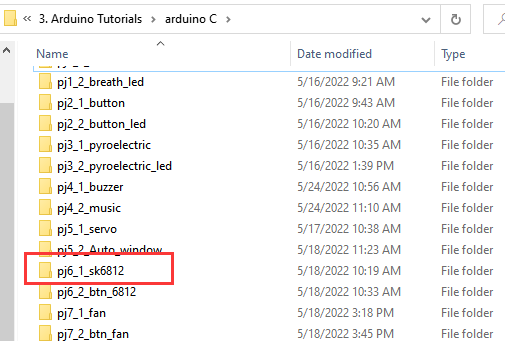 « 3. Arduino Tutorials > arduino C >
Name Date modified Type
pj1_2_breath_led 5/16/2022 9:21 AM File folder
pj2_1_button 5/16/2022 9:43 AM File folder
pj2_2_button_led 5/16/2022 10:20 AM File folder
pj3_1_pyroelectric 5/16/2022 10:35 AM File folder
pj3_2_pyroelectric_led 5/16/2022 1:39 PM File folder
pj4_1_buzzer 5/24/2022 10:56 AM File folder
pj4_2_music 5/24/2022 11:10 AM File folder
pj5_1_servo 5/17/2022 10:38 AM File folder
pj5_2_Auto_window 5/18/2022 11:23 AM File folder
pj6_1_sk6812 5/18/2022 10:19 AM File folder
pj6_2_btn_6812 5/18/2022 10:33 AM File folder
pj7_1_fan 5/18/2022 3:18 PM File folder
pj7_2_btn_fan 5/18/2022 3:45 PM File folder